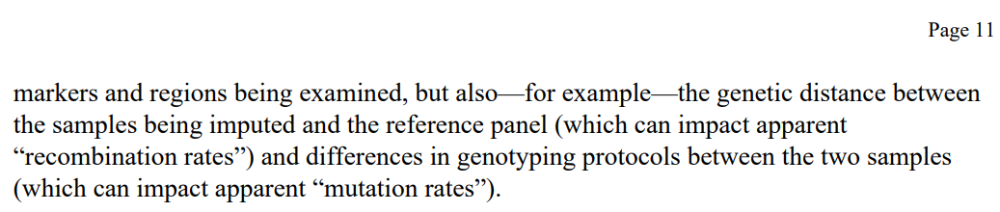 Page 11
markers and regions being examined, but also—for example—the genetic distance between
the samples being imputed and the reference panel (which can impact apparent
“recombination rates”) and differences in genotyping protocols between the two samples
(which can impact apparent “mutation rates”).